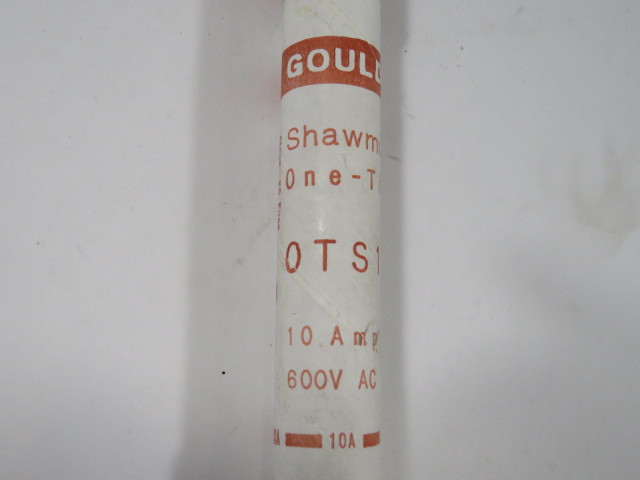 GOULD
Shawm
One-T
OTS1
10 Amp
600V AC
10A